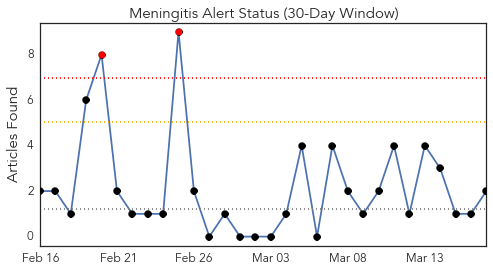 Meningitis Alert Status (30-Day Window)
Articles Found
8
6
4
2
0
Feb 16
Feb 21
Feb 26
Mar 03
Mar 08
Mar 13